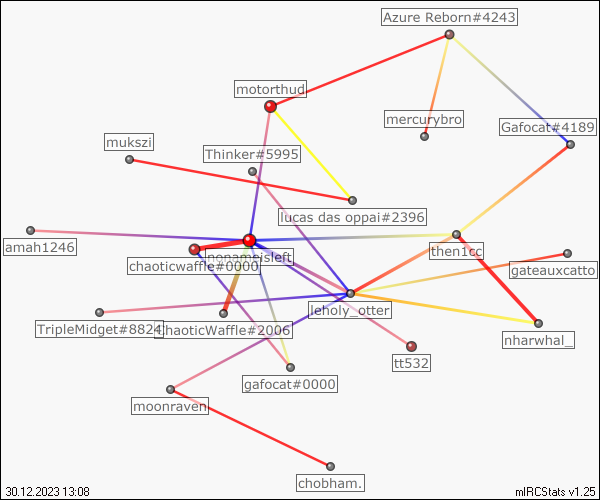 Azure Reborn#4243
motorthud
mercurybro
Gafocat#4189
mukszi
Thinker#5995
lucas das oppai#2396
amah1246
nonameisleft
then1cc
chaoticwaffle#0000
gateauxcatto
leholy_otter
TripleMidget#8824
ChaoticWaffle#2006
nharwhal_
tt532
gafocat#0000
moonraven
chobham.
30.12.2023 13:08
mIRCStats v1.25